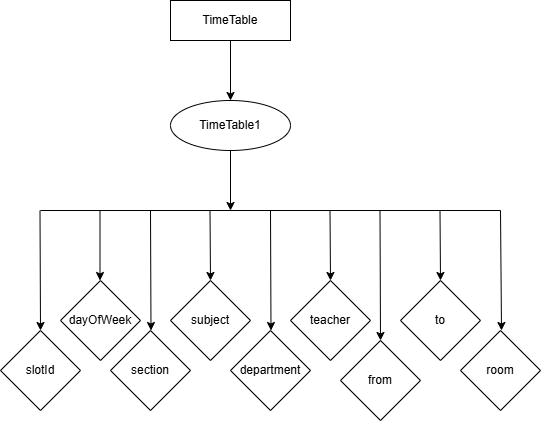 TimeTable
TimeTable1
dayOfWeek
subject
teacher
to
slotId
section
department
from
room